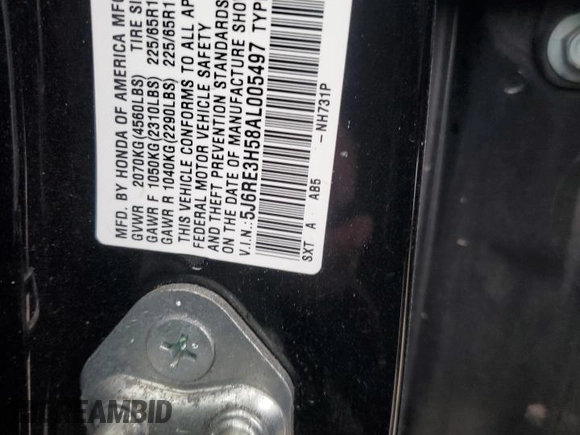 MFD. BY HONDA OF AMERICA MFG
GVWR 2070KG(4560LBS) TIRE SI
GAWR F 1050KG(2310LBS) 225/65R1
GAWR R 1040KG(2290LBS) 225/65R1
THIS VEHICLE CONFORMS TO ALL AP
FEDERAL MOTOR VEHICLE SAFETY
AND THEFT PREVENTION STANDARDS
ON THE DATE OF MANUFACTURE SHOW
V.I.N.: 5J6RE3H58AL005497 TYP
SXT A AB5 -NH731P
DREAMBID